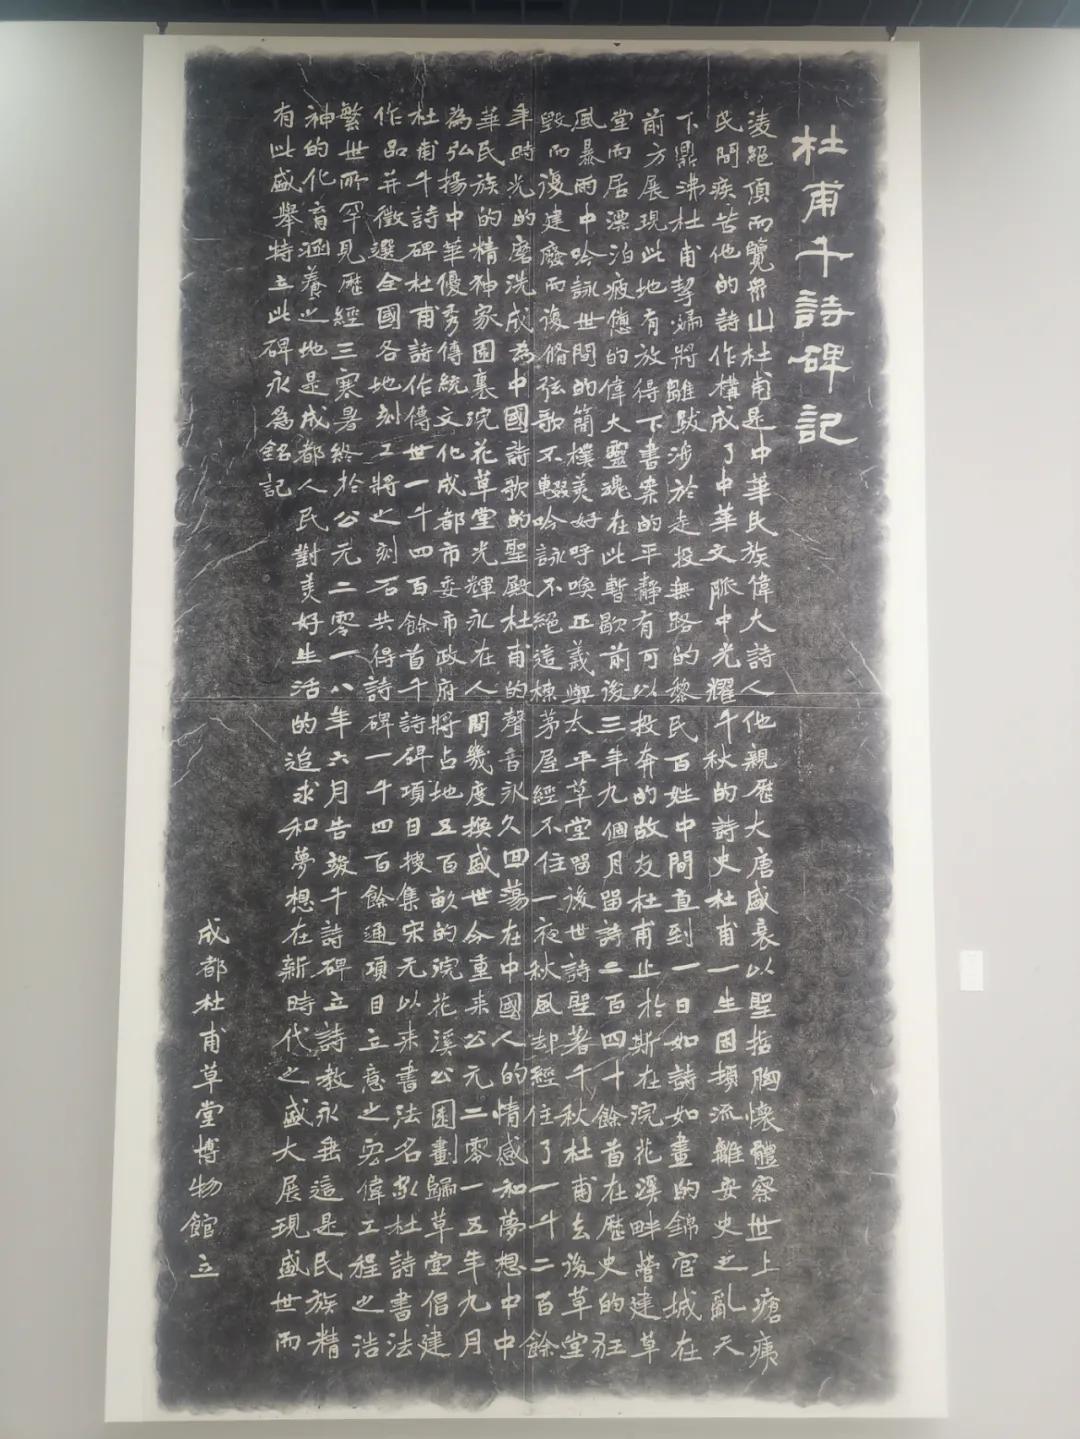 杜甫千詩碑記
淩絕頂而覽衆山杜甫是中華民族偉大詩人他親歷大唐盛衰以聖哲胸懷體察世上瘡痍
民間疾苦他的詩作構成了中華文脈中光耀千秋的詩史杜甫一生困頓流離安史之亂天
下鼎沸杜甫挈婦將雛跋涉於走投無路的黎民百姓中間直到一日如詩如畫的錦官城在
前方展現此地有放得下書案的平靜有可以投奔的故友杜甫止於斯在浣花溪畔營建草
堂而居漂泊疲憊的偉大靈魂在此暫歇前後三年九個月留詩二百四十餘首在歷史的狂
風暴雨中吟詠世間的簡樸美好呼喚正義與太平草堂留後世詩聖著千秋杜甫去後草堂
毀而復建廢而復脩弦歌不輟吟詠不絕這棟茅屋經不住一夜秋風却經住了一千二百餘
年時光的磨洗成為中國詩歌的聖殿杜甫的聲音永久回蕩在中國人的情感和夢想中中
華民族的精神家園裏浣花草堂光輝永在人間幾度換盛世今重来公元二零一五年九月
為弘揚中華優秀傳統文化成都市委市政府將占地五百畝的浣花溪公園劃歸草堂倡建
杜甫千詩碑杜甫詩作傳世一千四百餘首千詩碑項目搜集宋元以来書法名家杜詩書法
作品并徵選全國各地刻工將之刻石共得詩碑一千四百餘通項目立意之宏偉工程之浩
繁世所罕見歷經三寒暑終於公元二零一八年六月告竣千詩碑立詩教永垂這是民族精
神的化育涵養之地是成都人民對美好生活的追求和夢想在新時代之盛大展現盛世而
有此盛舉特立此碑永為銘記
成都杜甫草堂博物館立